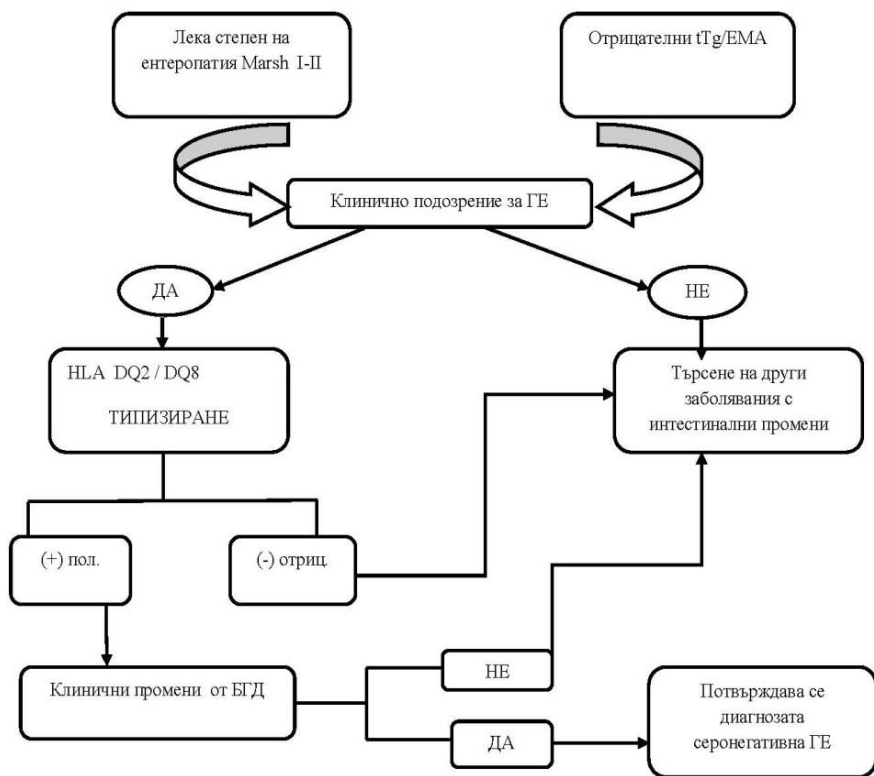 Лека степен на
ентеропатия Marsh I-II
Отрицателни tTg/EMA
Клинично подозрение за ГЕ
ДА
НЕ
HLA DQ2 / DQ8
ТИПИЗИРАНЕ
Търсене на други
заболявания с
интестинални промени
(+) пол.
(-) отриц.
Клинични промени от БГД
НЕ
ДА
Потвърждава се
диагнозата
серонегативна ГЕ